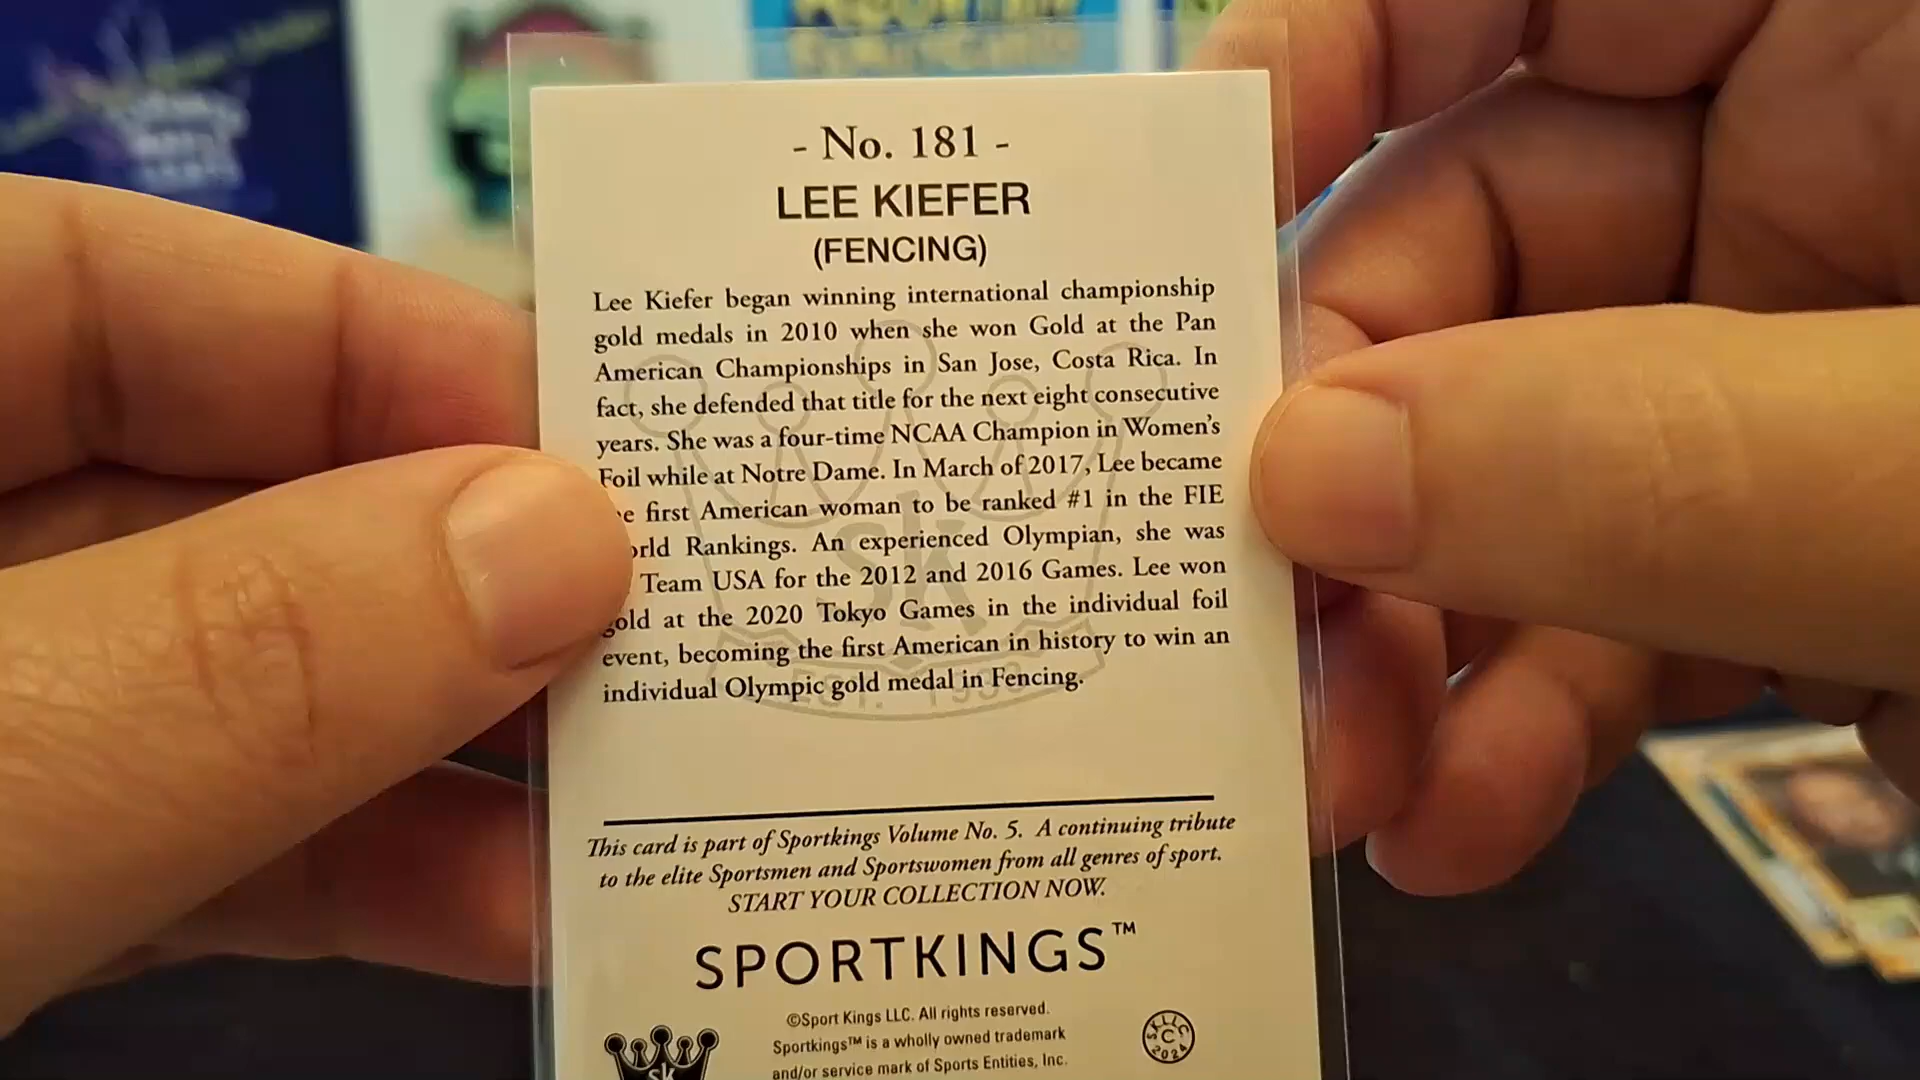 - No. 181 -
LEE KIEFER
(FENCING)
Lee Kiefer began winning international championship
gold medals in 2010 when she won Gold at the Pan
American Championships in San Jose, Costa Rica. In
fact, she defended that title for the next eight consecutive
years. She was a four-time NCAA Champion in Women's
Foil while at Notre Dame. In March of 2017, Lee became
first American woman to be ranked #1 in the FIE
Rankings. An experienced Olympian, she was
Team USA for the 2012 and 2016 Games. Lee won
gold at the 2020 Tokyo Games in the individual foil
event, becoming the first American in history to win an
individual Olympic gold medal in Fencing.
SK
EST.
This card is part of Sportkings Volume No. 5. A continuing tribute
to the elite Sportsmen and Sportswomen from all genres of sport.
START YOUR COLLECTION NOW.
SPORTKINGS™
©Sport Kings LLC. All rights reserved.
Sportkings™ is a wholly owned trademark
and/or service mark of Sports Entities, Inc.
sk
SKLLC
C
2024